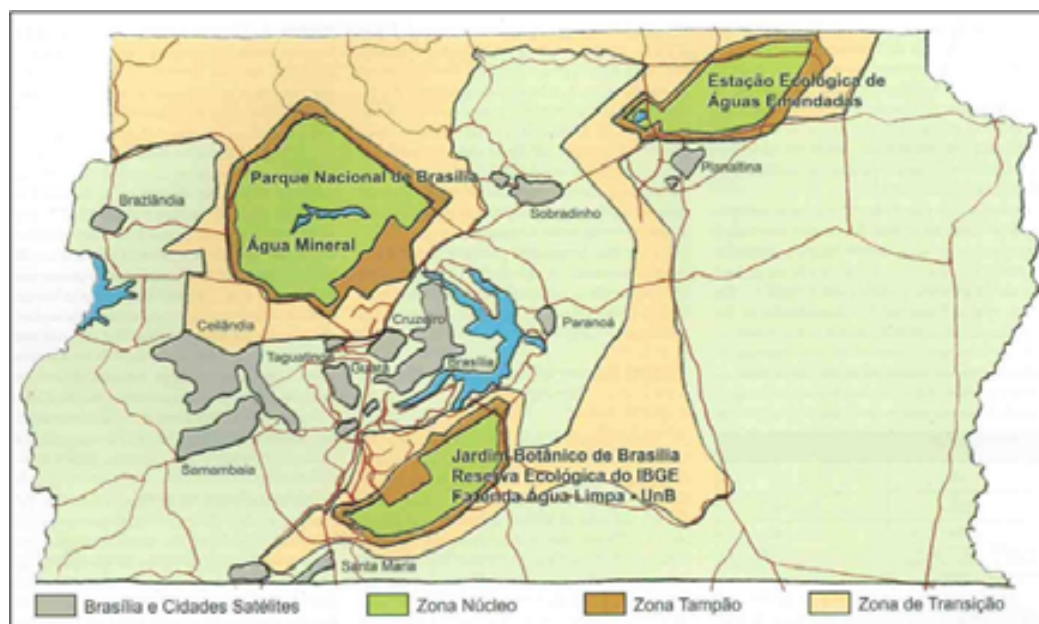 Estação Ecológica de
Águas Emendadas
Planaltina
Parque Nacional de Brasília
Brazlândia
Sobradinho
Água Mineral
Ceilândia
Cruzeiro
Paranoá
Taguatinga
Guará
Brasília
Samambaia
Jardim Botânico de Brasília
Reserva Ecológica do IBGE
Fazenda Água Limpa - UnB
Santa Maria
Brasília e Cidades Satélites
Zona Núcleo
Zona Tampão
Zona de Transição